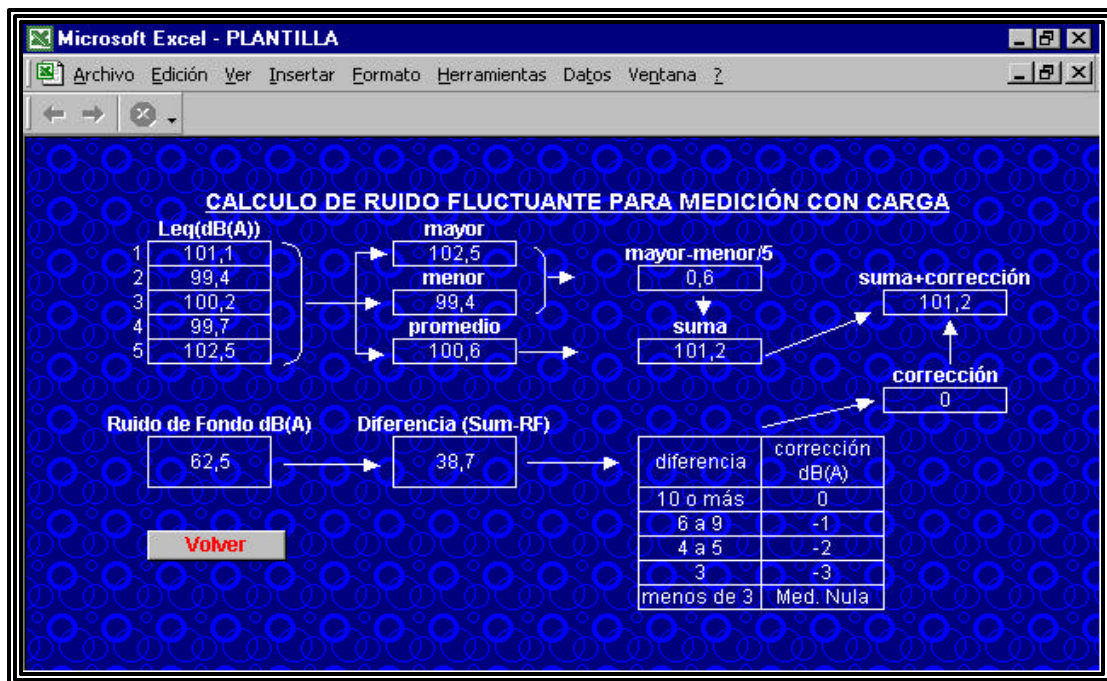 Microsoft Excel - PLANTILLA
Archivo Edición Ver Insertar Formato Herramientas Datos Ventana ?
CALCULO DE RUIDO FLUCTUANTE PARA MEDICIÓN CON CARGA
Leq(dB(A))
1 101,1
2 99,4
3 100,2
4 99,7
5 102,5
mayor
102,5
menor
99,4
promedio
100,6
mayor-menor/5
0,6
suma
101,2
suma+corrección
101,2
corrección
0
Ruido de Fondo dB(A)
62,5
Diferencia (Sum-RF)
38,7
diferencia corrección dB(A)
10 o más 0
6 a 9 -1
4 a 5 -2
3 -3
menos de 3 Med. Nula
Volver